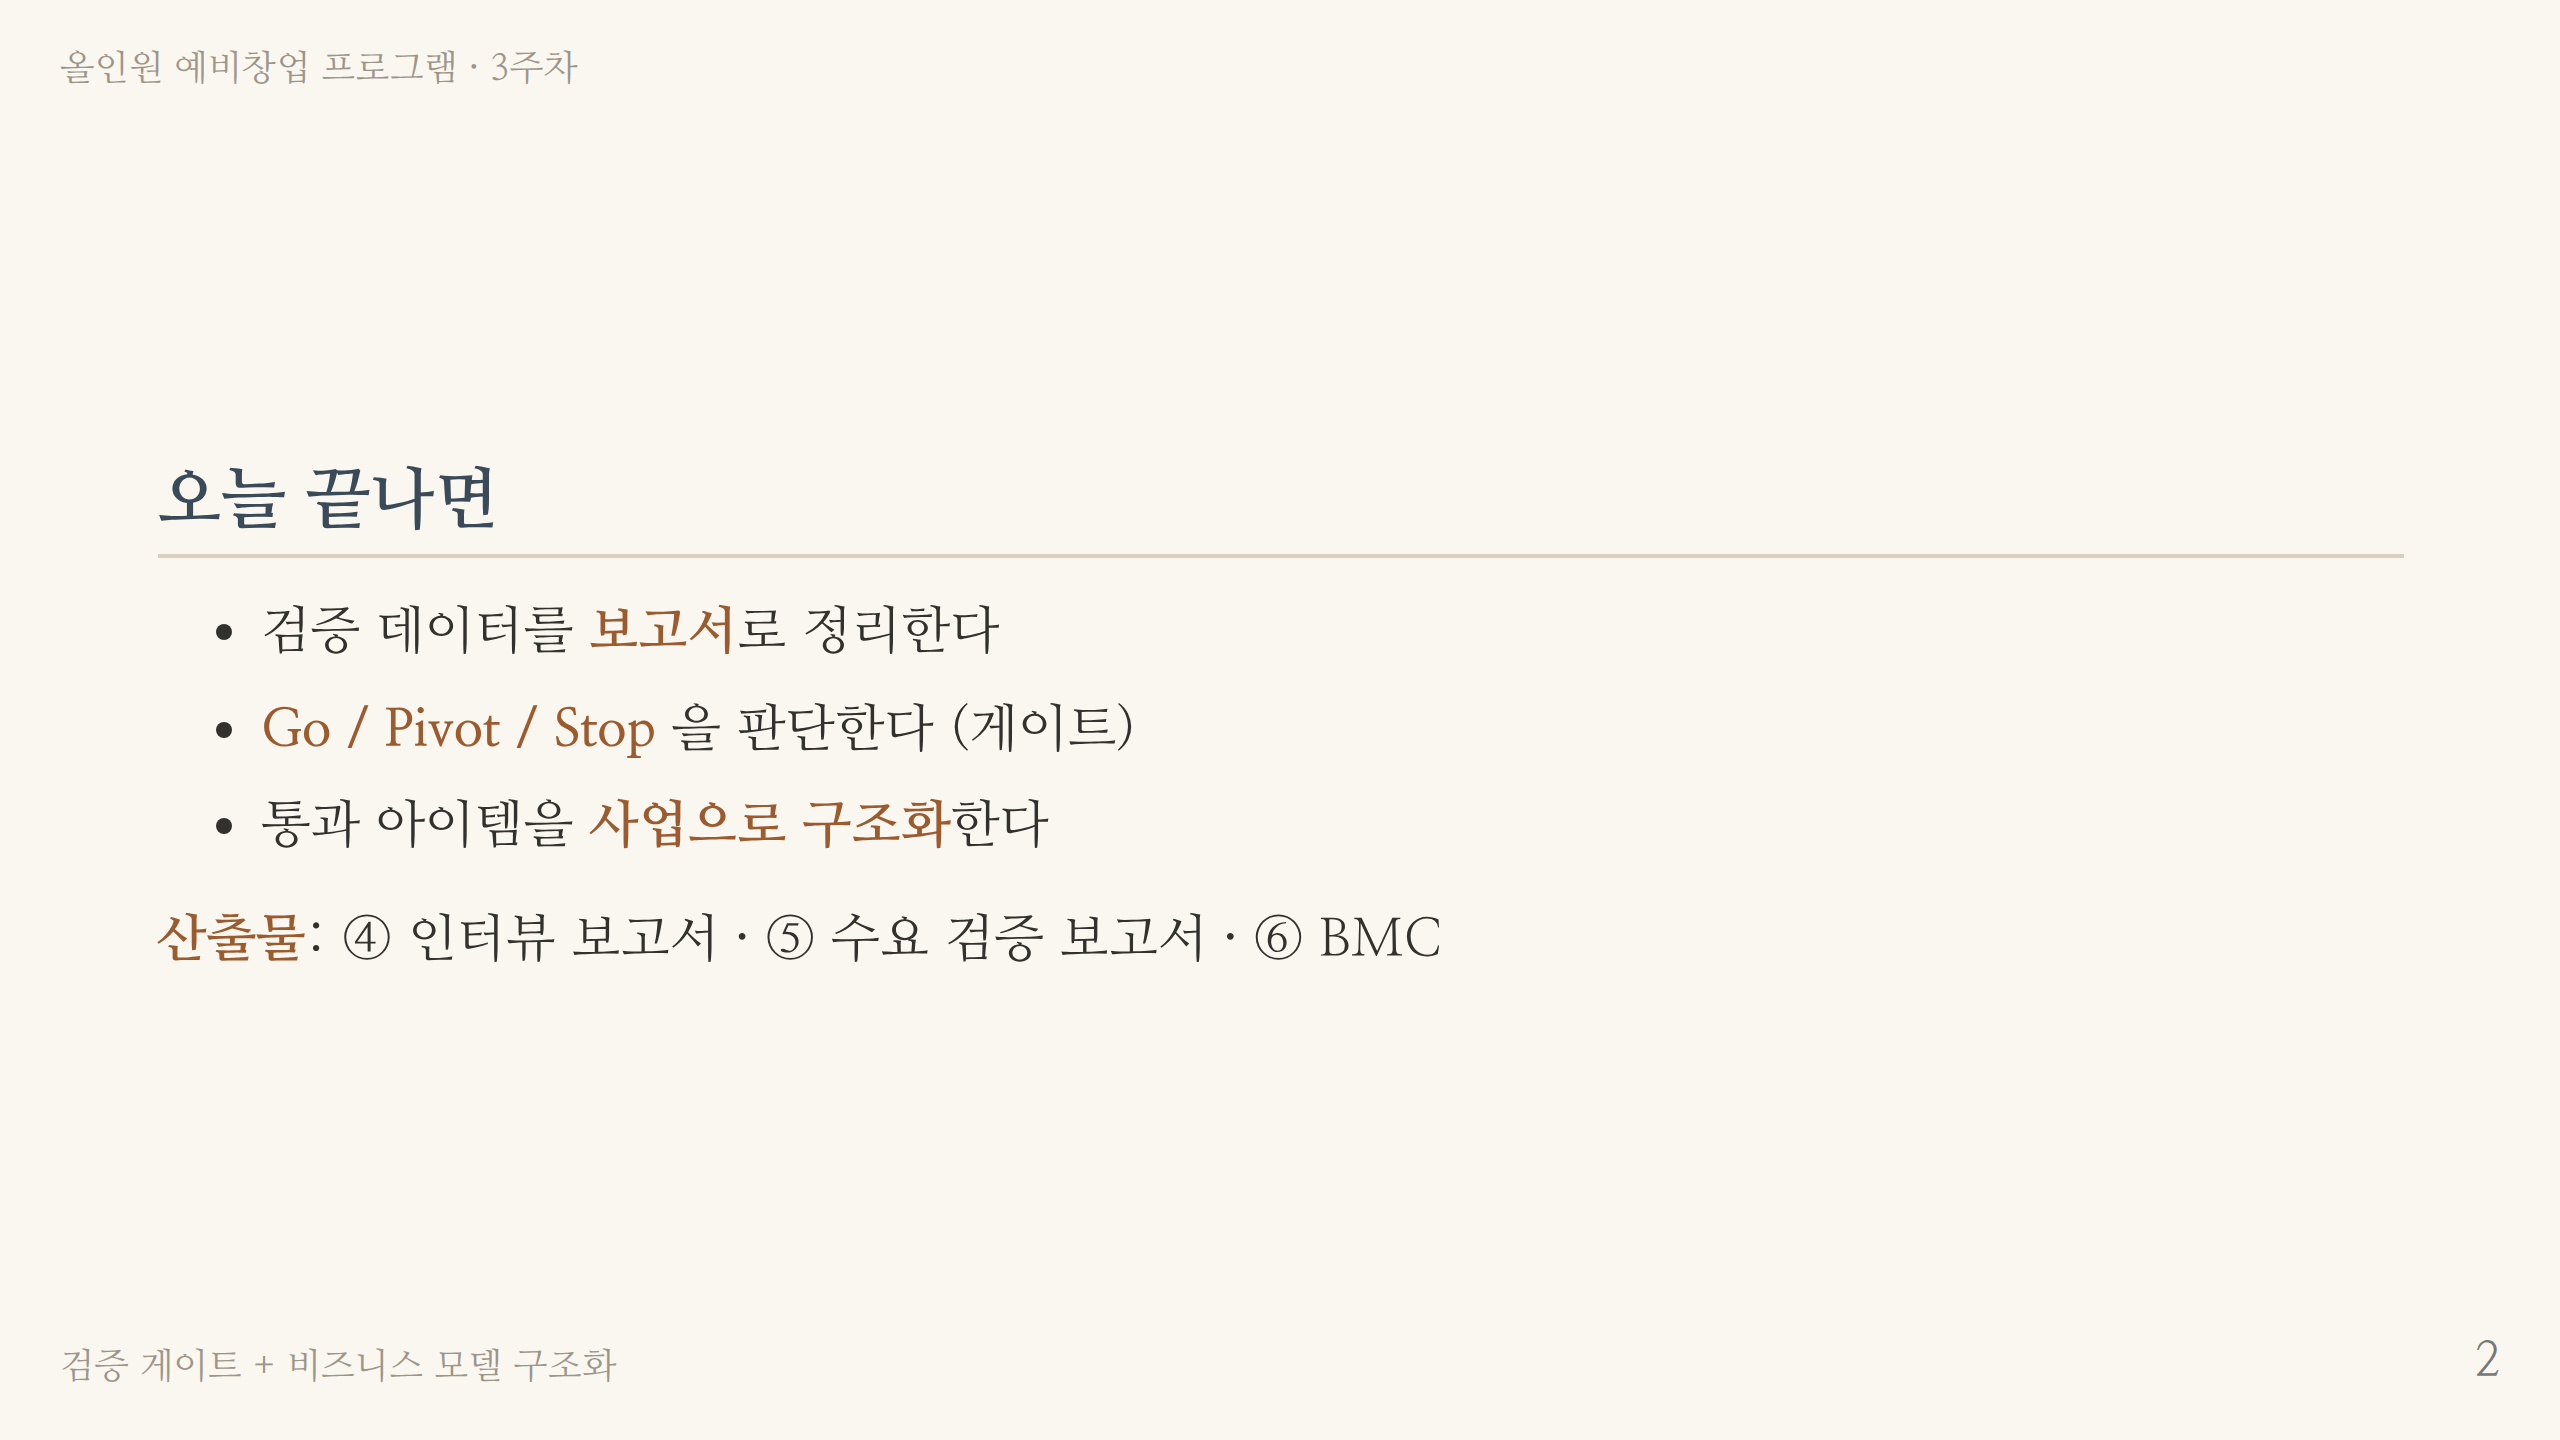 올인원 예비창업 프로그램 · 3주차
오늘 끝나면
• 검증 데이터를 보고서로 정리한다
• Go / Pivot / Stop 을 판단한다 (게이트)
• 통과 아이템을 사업으로 구조화한다
산출물: ④ 인터뷰 보고서 · ⑤ 수요 검증 보고서 · ⑥ BMC
검증 게이트 + 비즈니스 모델 구조화
2